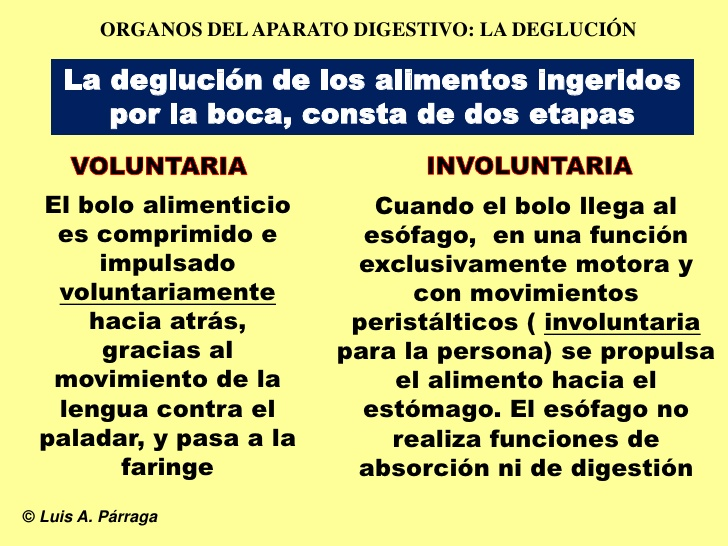 ORGANOS DEL APARATO DIGESTIVO: LA DEGLUCIÓN
La deglución de los alimentos ingeridos
por la boca, consta de dos etapas
VOLUNTARIA
El bolo alimenticio
es comprimido e
impulsado
voluntariamente
hacia atrás,
gracias al
movimiento de la
lengua contra el
paladar, y pasa a la
faringe
INVOLUNTARIA
Cuando el bolo llega al
esófago, en una función
exclusivamente motora y
con movimientos
peristálticos ( involuntaria
para la persona) se propulsa
el alimento hacia el
estómago. El esófago no
realiza funciones de
absorción ni de digestión
© Luis A. Párraga